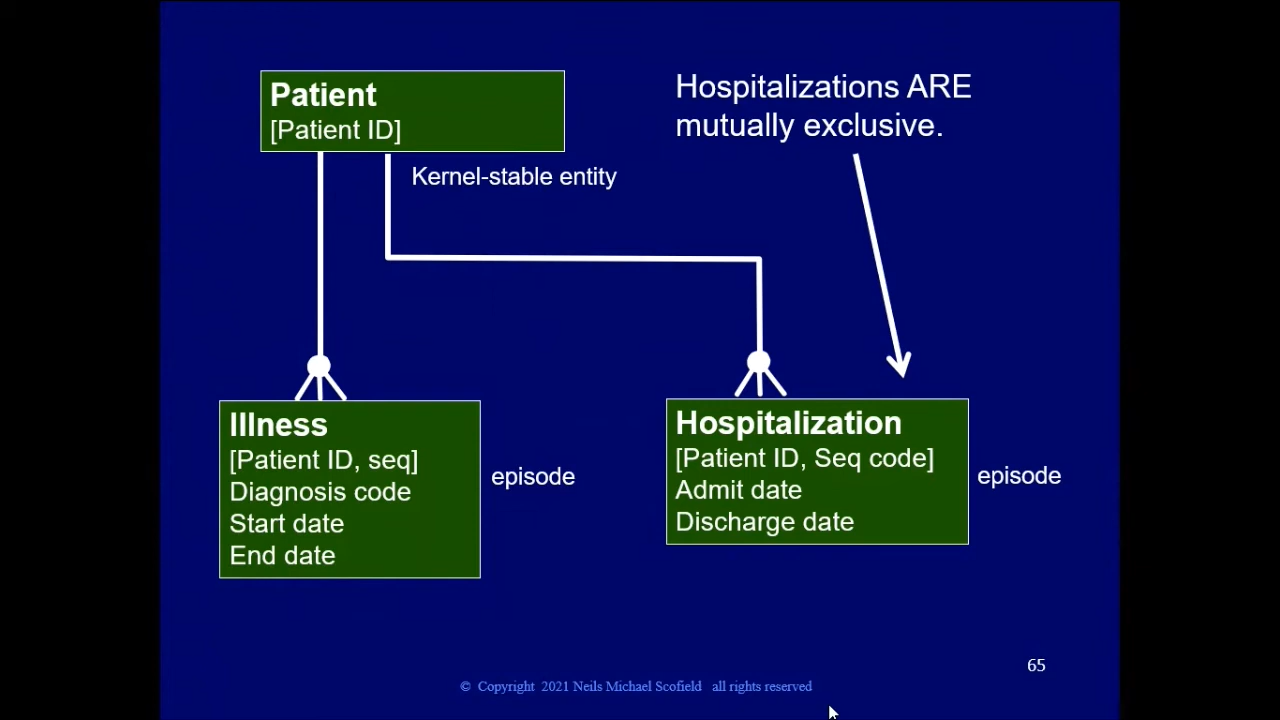 Patient
[Patient ID]
Hospitalizations ARE
mutually exclusive.
Kernel-stable entity
Illness
[Patient ID, seq]
Diagnosis code
Start date
End date
episode
Hospitalization
[Patient ID, Seq code]
Admit date
Discharge date
episode
65
© Copyright 2021 Neils Michael Scofield all rights reserved